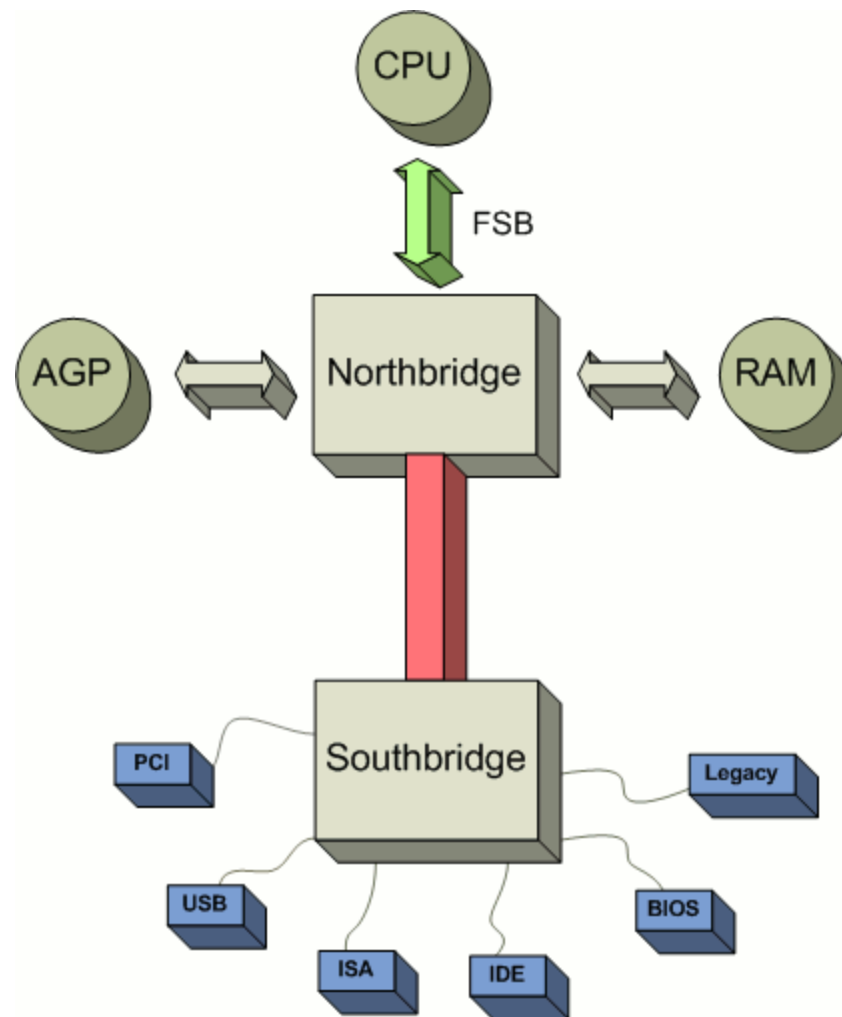 CPU
FSB
AGP
Northbridge
RAM
Southbridge
PCI
Legacy
USB
BIOS
ISA
IDE